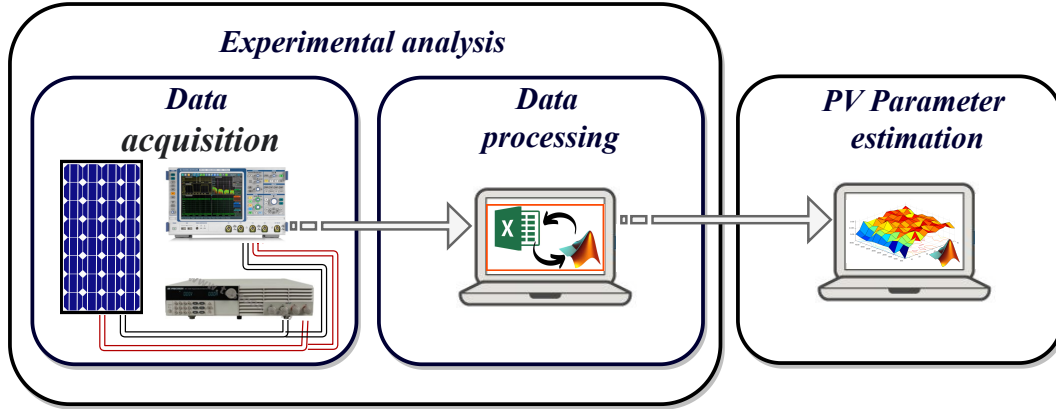 Experimental analysis
Data
acquisition
Data
processing
PV Parameter
estimation
X